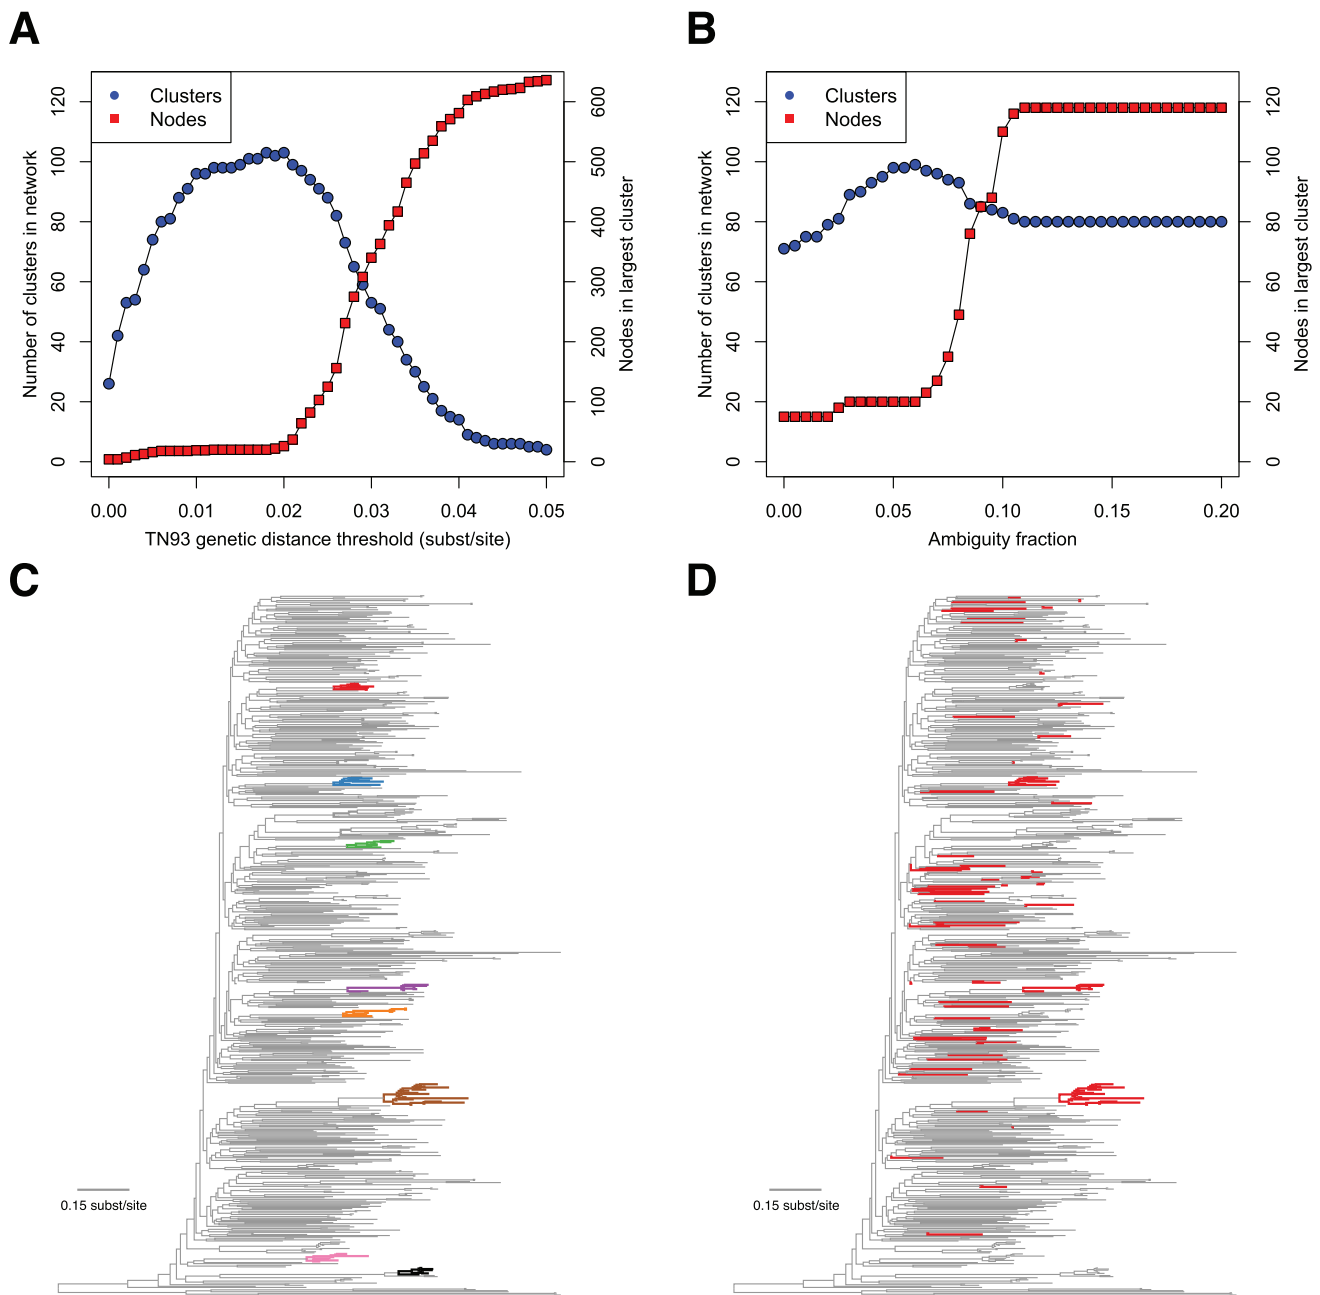 A
B
Clusters
Nodes
Clusters
Nodes
Number of clusters in network
0
20
40
60
80
100
120
Nodes in largest cluster
0
100
200
300
400
500
600
0.00
0.01
0.02
0.03
0.04
0.05
TN93 genetic distance threshold (subst/site)
Number of clusters in network
0
20
40
60
80
100
120
Nodes in largest cluster
0
20
40
60
80
100
120
0.00
0.05
0.10
0.15
0.20
Ambiguity fraction
C
D
0.15 subst/site
0.15 subst/site